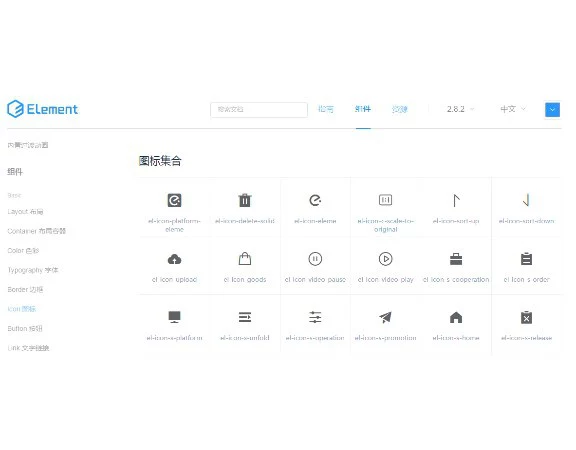 Element
搜索文档
指南
组件
资源
2.8.2
中文
内置过渡动画
组件
Basic
Layout 布局
Container 布局容器
Color 色彩
Typography 字体
Border 边框
Icon 图标
Button 按钮
Link 文字链接
图标集合
el-icon-platform-
eleme
el-icon-delete-solid
el-icon-eleme
el-icon-c-scale-to-
original
el-icon-sort-up
el-icon-sort-down
el-icon-upload
el-icon-goods
el-icon-video-pause
el-icon-video-play
el-icon-s-cooperation
el-icon-s-order
el-icon-s-platform
el-icon-s-unfold
el-icon-s-operation
el-icon-s-promotion
el-icon-s-home
el-icon-s-release